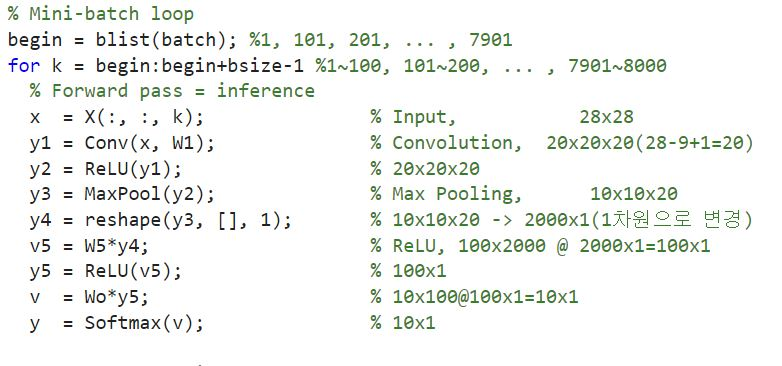 % Mini-batch loop
begin = blist(batch); %1, 101, 201, ... , 7901
for k = begin:begin+bsize-1 %1~100, 101~200, ... , 7901~8000
% Forward pass = inference
x = X(:, :, k); % Input, 28x28
y1 = Conv(x, W1); % Convolution, 20x20x20(28-9+1=20)
y2 = ReLU(y1); % 20x20x20
y3 = MaxPool(y2); % Max Pooling, 10x10x20
y4 = reshape(y3, [], 1); % 10x10x20 -> 2000x1(1차원으로 변경)
v5 = W5*y4; % ReLU, 100x2000 @ 2000x1=100x1
y5 = ReLU(v5); % 100x1
v = Wo*y5; % 10x100@100x1=10x1
y = Softmax(v); % 10x1